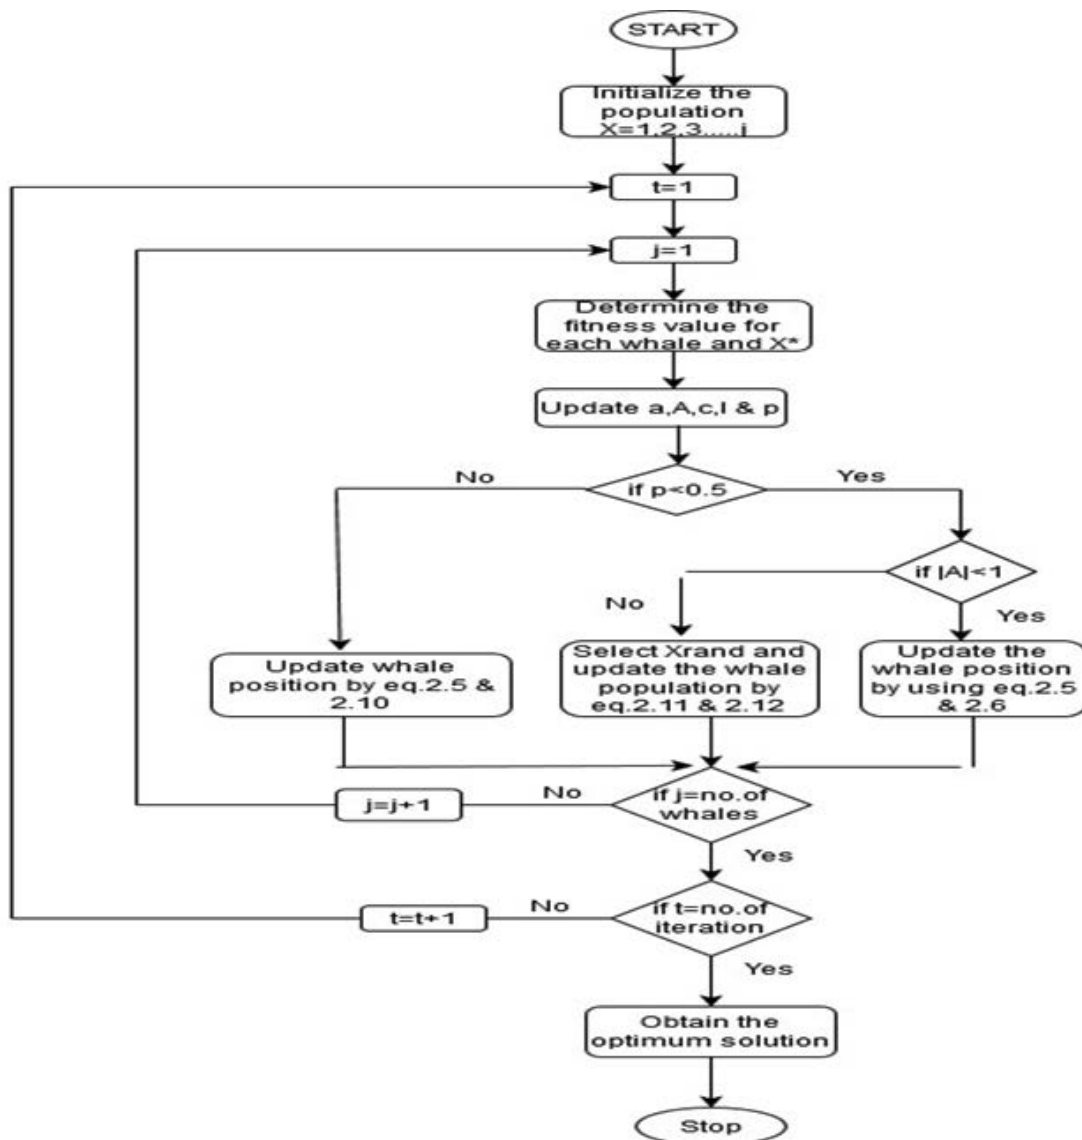 START
Initialize the
population
X=1,2,3.....j
t=1
j=1
Determine the
fitness value for
each whale and X*
Update a,A,c,l & p
No
if p<0.5
Yes
if |A|<1
No
Yes
Update whale
position by eq.2.5 &
2.10
Select Xrand and
update the whale
population by
eq.2.11 & 2.12
Update the
whale position
by using eq.2.5
& 2.6
j=j+1
No
if j=no.of
whales
Yes
t=t+1
No
if t=no.of
iteration
Yes
Obtain the
optimum solution
Stop